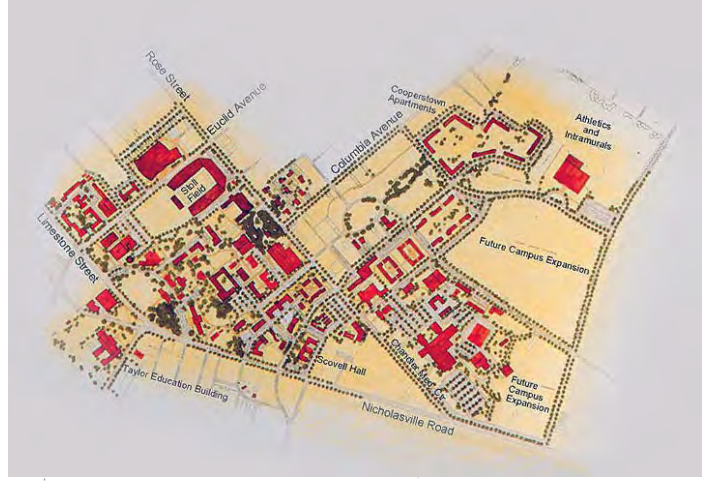 Rose Street
Euclid Avenue
Cooperstown
Apartments
Athletics
and
Intramurals
Columbia Avenue
Stoll
Field
Limestone Street
Future Campus Expansion
Chandler Med. Ctr.
Scovell Hall
Taylor Education Building
Future
Campus
Expansion
Nicholasville Road